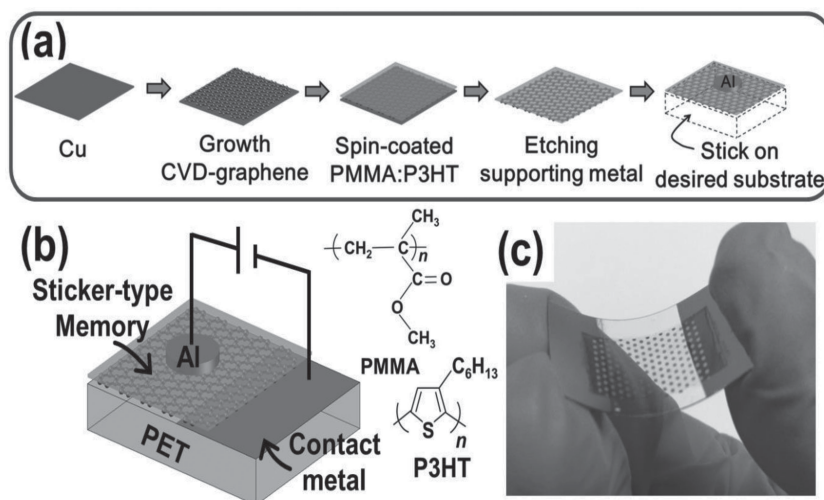 (a)
Al
Cu
Growth
CVD-graphene
Spin-coated
PMMA:P3HT
Etching
supporting metal
Stick on
desired substrate
(b)
Sticker-type
Memory
Al
PET
Contact
metal
CH₃
(CH₂ C)n
C=O
O
CH₃
PMMA
C₆H₁₃
S
( )n
P3HT
(c)